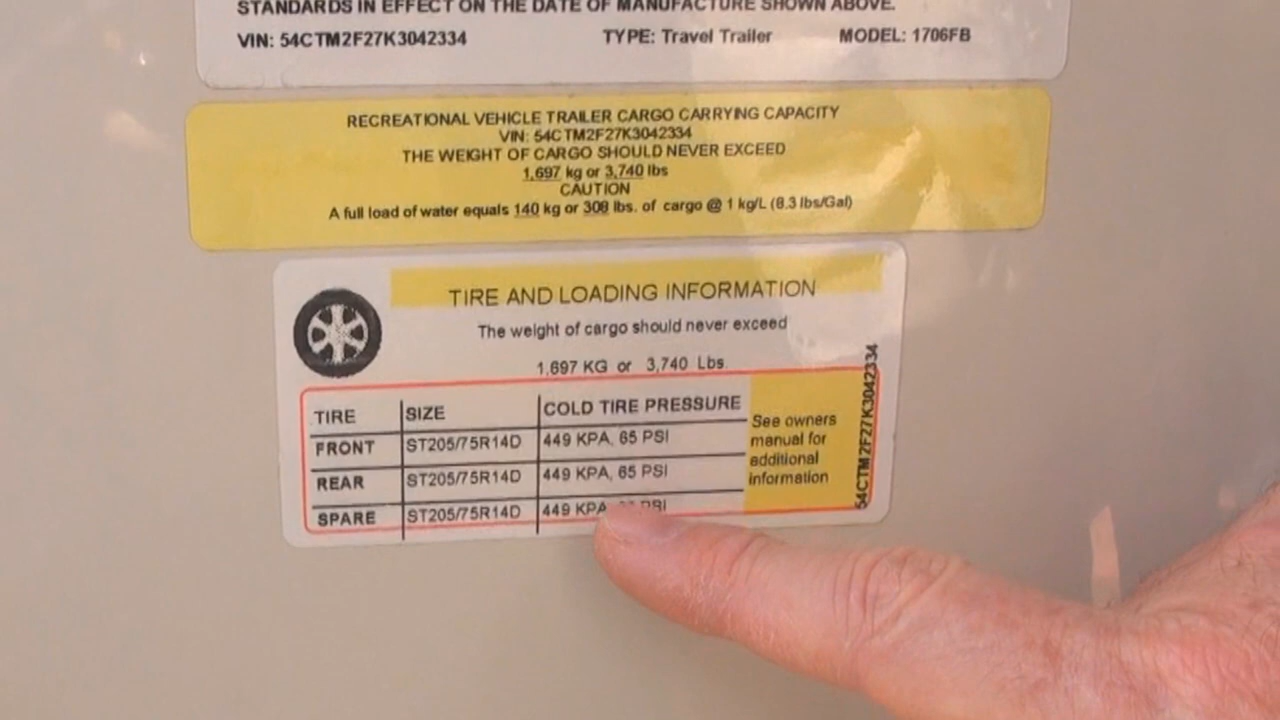 STANDARDS IN EFFECT ON THE DATE OF MANUFACTURE SHOWN ABOVE.
VIN: 54CTM2F27K3042334 TYPE: Travel Trailer MODEL: 1706FB
RECREATIONAL VEHICLE TRAILER CARGO CARRYING CAPACITY
VIN: 54CTM2F27K3042334
THE WEIGHT OF CARGO SHOULD NEVER EXCEED
1,697 kg or 3,740 lbs
CAUTION
A full load of water equals 140 kg or 308 lbs. of cargo @ 1 kg/L (8.3 lbs/Gal)
TIRE AND LOADING INFORMATION
The weight of cargo should never exceed
1,697 KG or 3,740 Lbs
TIRE SIZE COLD TIRE PRESSURE
FRONT ST205/75R14D 449 KPA, 65 PSI
REAR ST205/75R14D 449 KPA, 65 PSI
SPARE ST205/75R14D 449 KPA PSI
See owners
manual for
additional
information
54CTM2F27K3042334